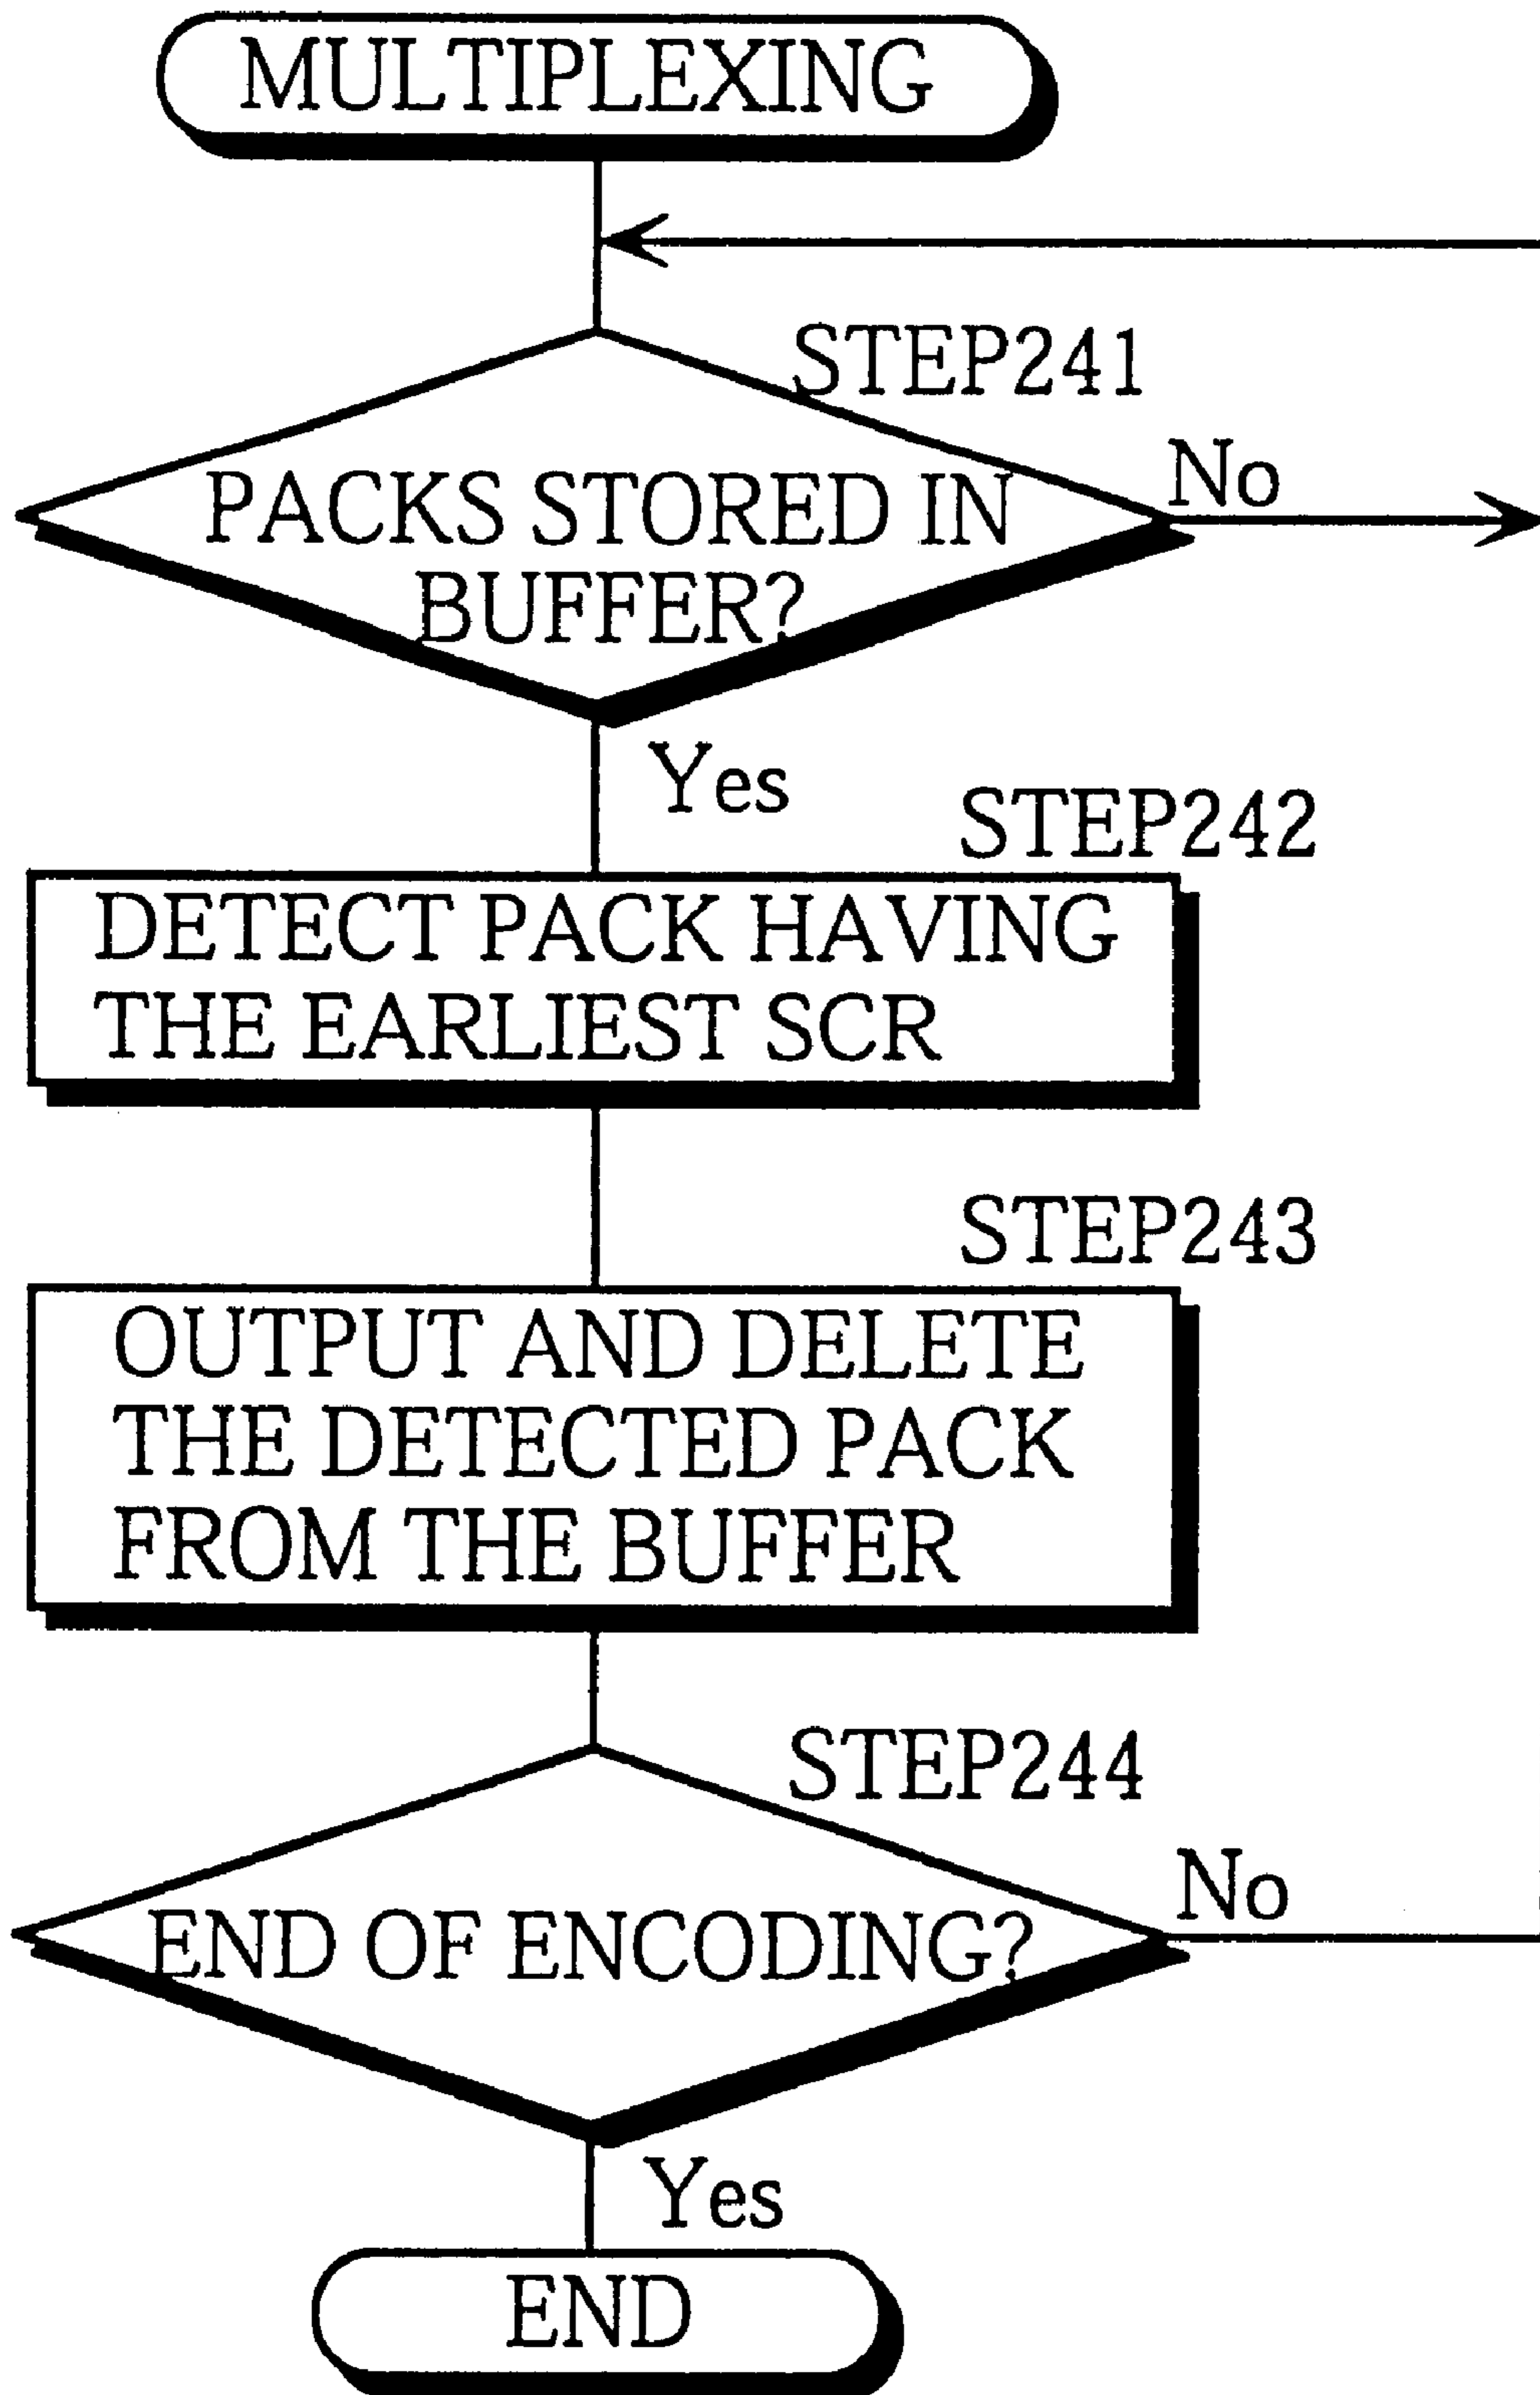 MULTIPLEXING
STEP241
No
PACKS STORED IN
BUFFER?
Yes
STEP242
DETECT PACK HAVING
THE EARLIEST SCR
STEP243
OUTPUT AND DELETE
THE DETECTED PACK
FROM THE BUFFER
STEP244
No
END OF ENCODING?
Yes
END